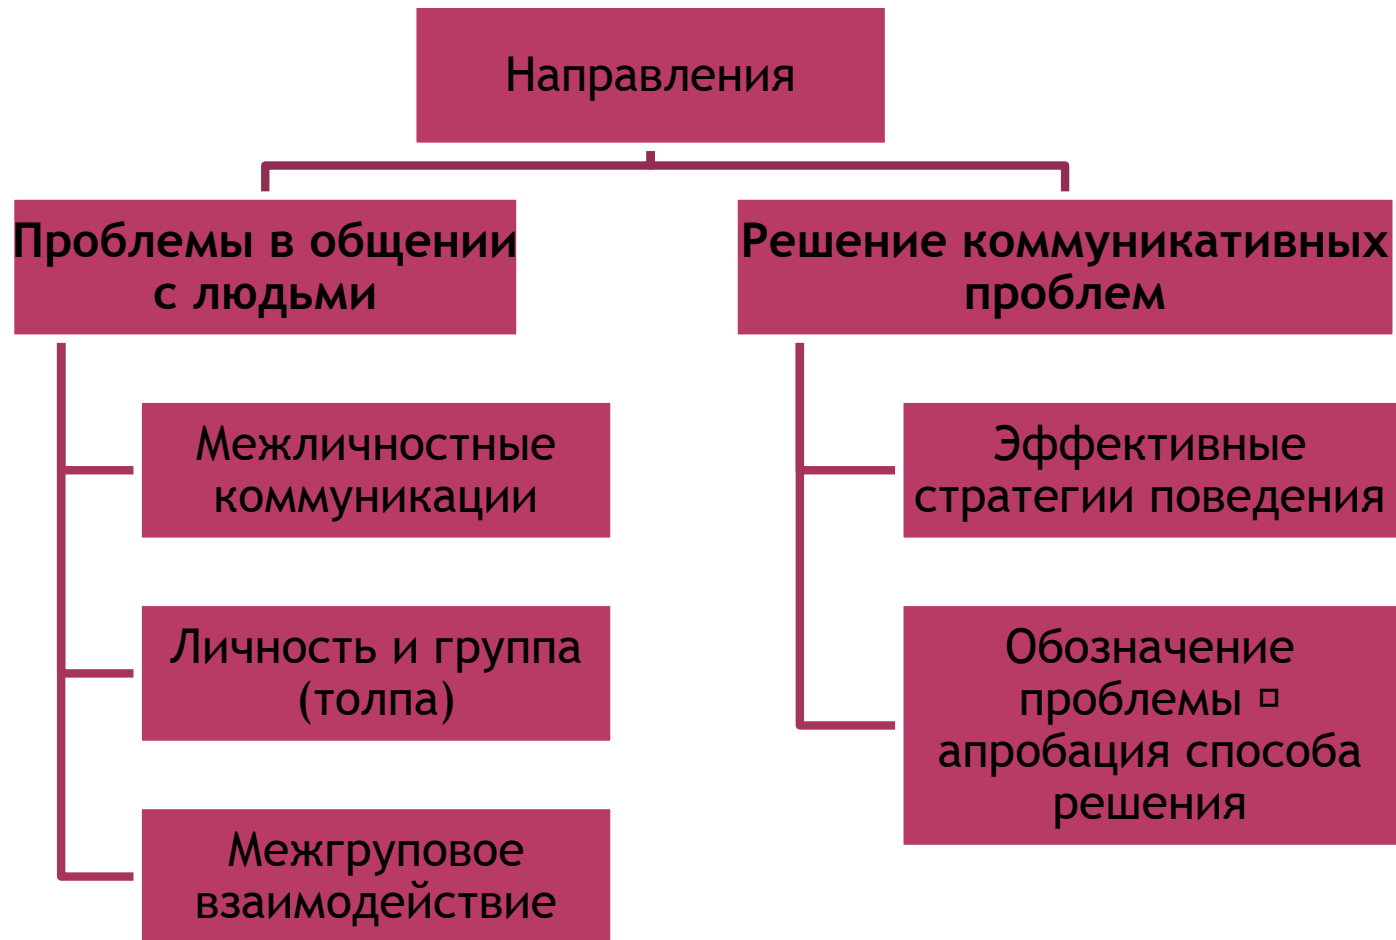 Направления
Проблемы в общении
с людьми
Межличностные
коммуникации
Личность и группа
(толпа)
Межгруповое
взаимодействие
Решение коммуникативных
проблем
Эффективные
стратегии поведения
Обозначение
проблемы □
апробация способа
решения